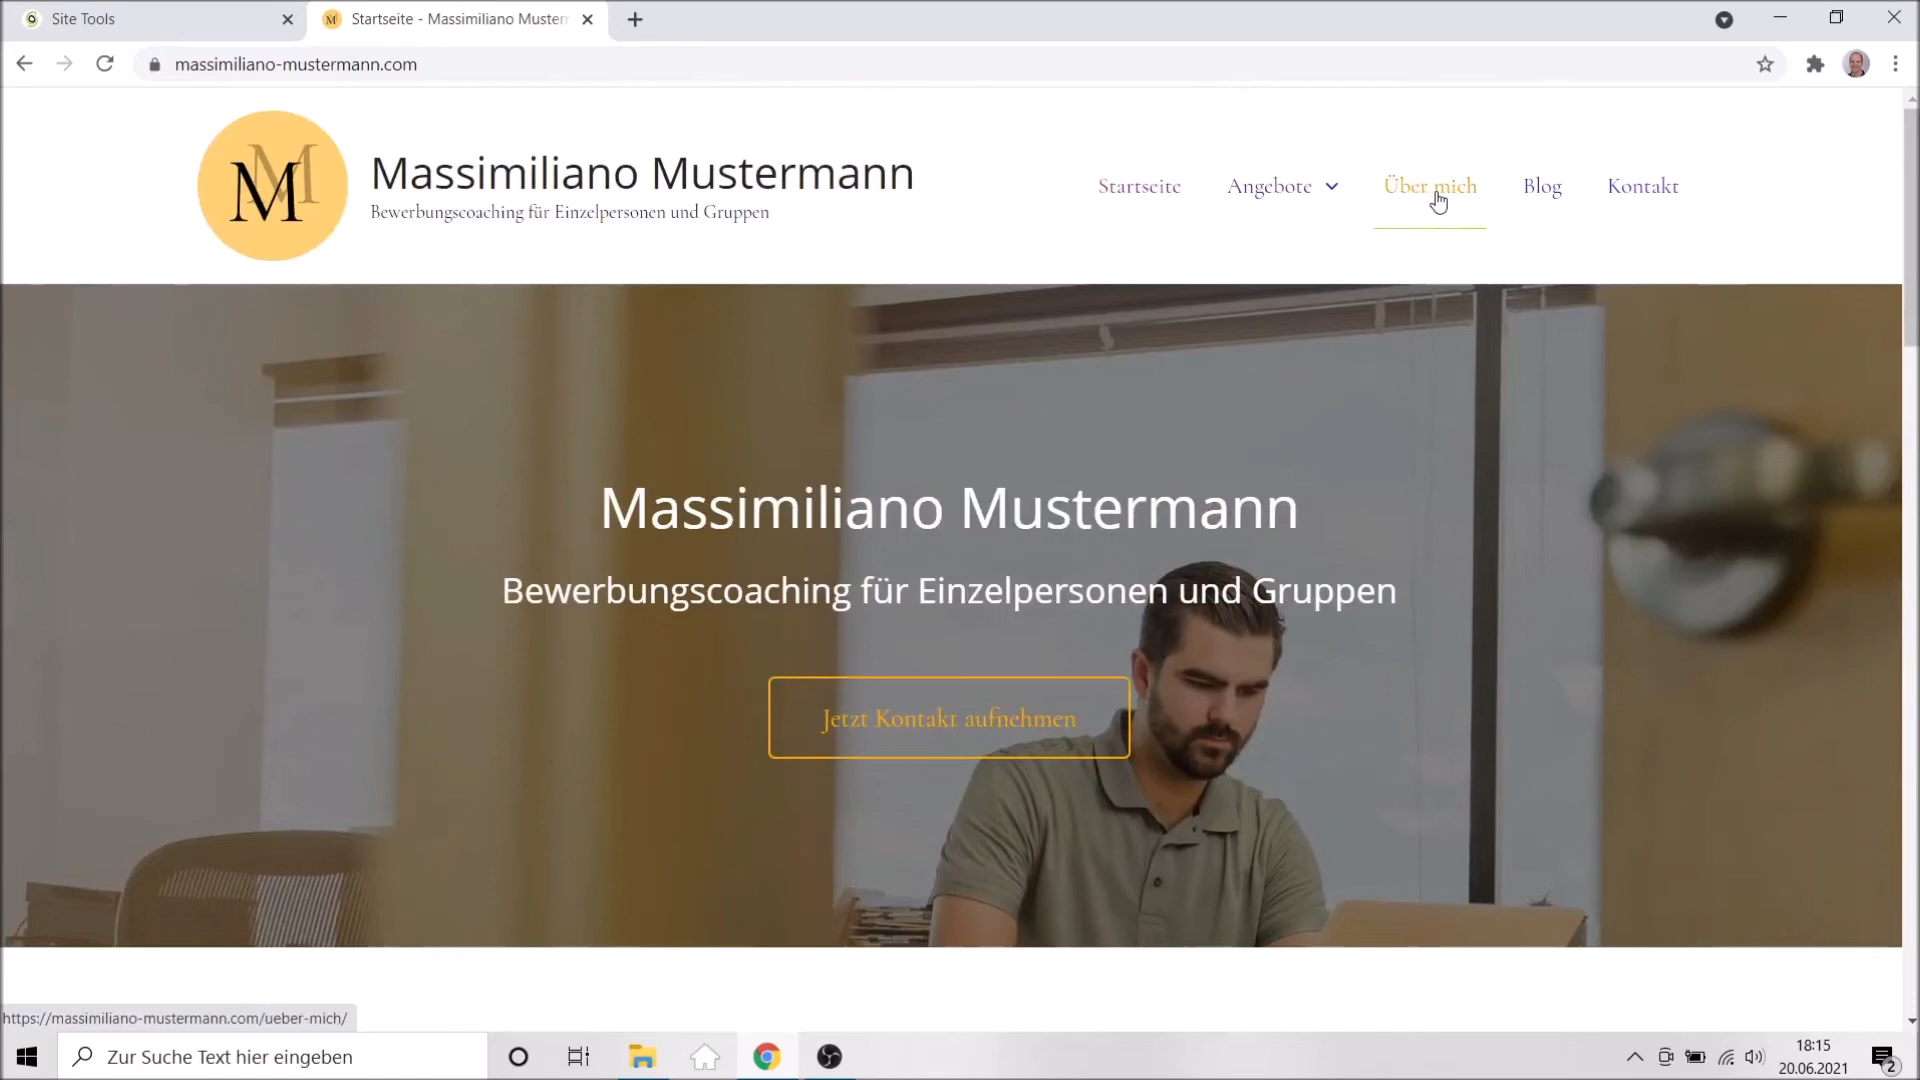 Site Tools
Startseite - Massimiliano Muster
massimiliano-mustermann.com
M M
Massimiliano Mustermann
Bewerbungscoaching für Einzelpersonen und Gruppen
Startseite
Angebote
Über mich
Blog
Kontakt
Massimiliano Mustermann
Bewerbungscoaching für Einzelpersonen und Gruppen
Jetzt Kontakt aufnehmen
https://massimiliano-mustermann.com/ueber-mich/
Zur Suche Text hier eingeben
18:15
20.06.2021
2